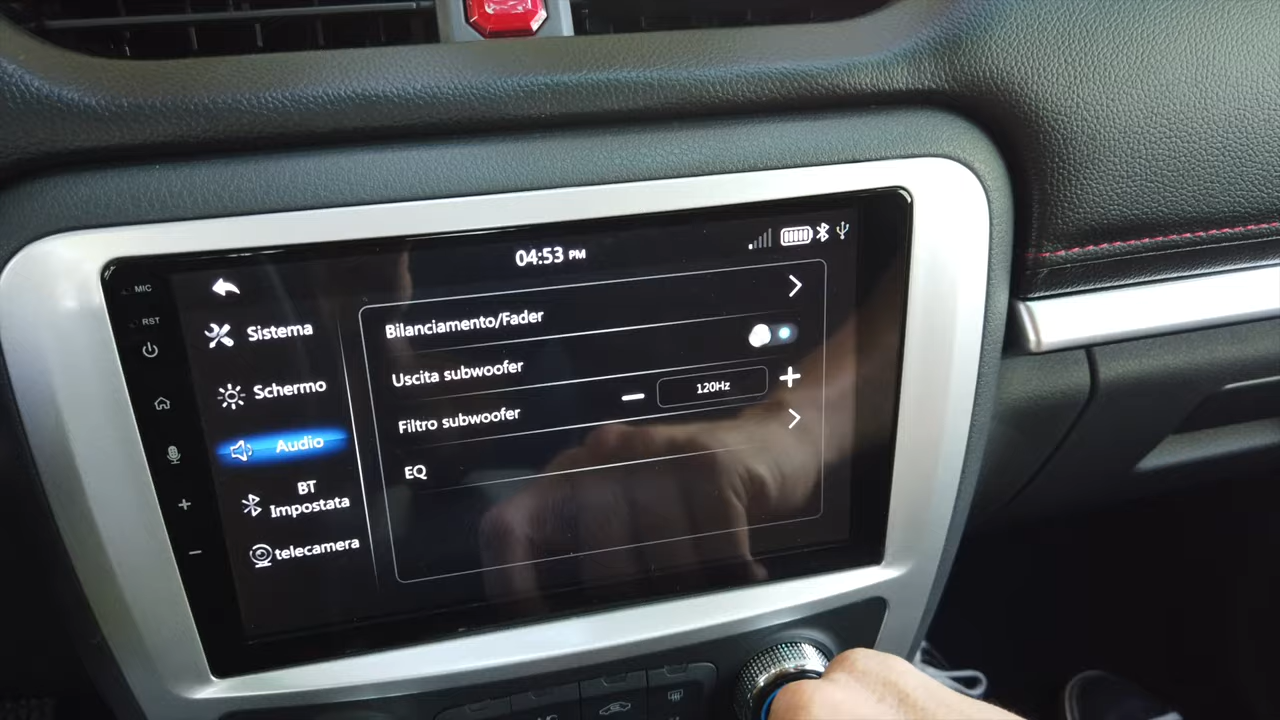 04:53 PM
MIC
RST
Sistema
Schermo
Audio
BT
Impostata
telecamera
Bilanciamento/Fader
Uscita subwoofer
Filtro subwoofer
120Hz
EQ